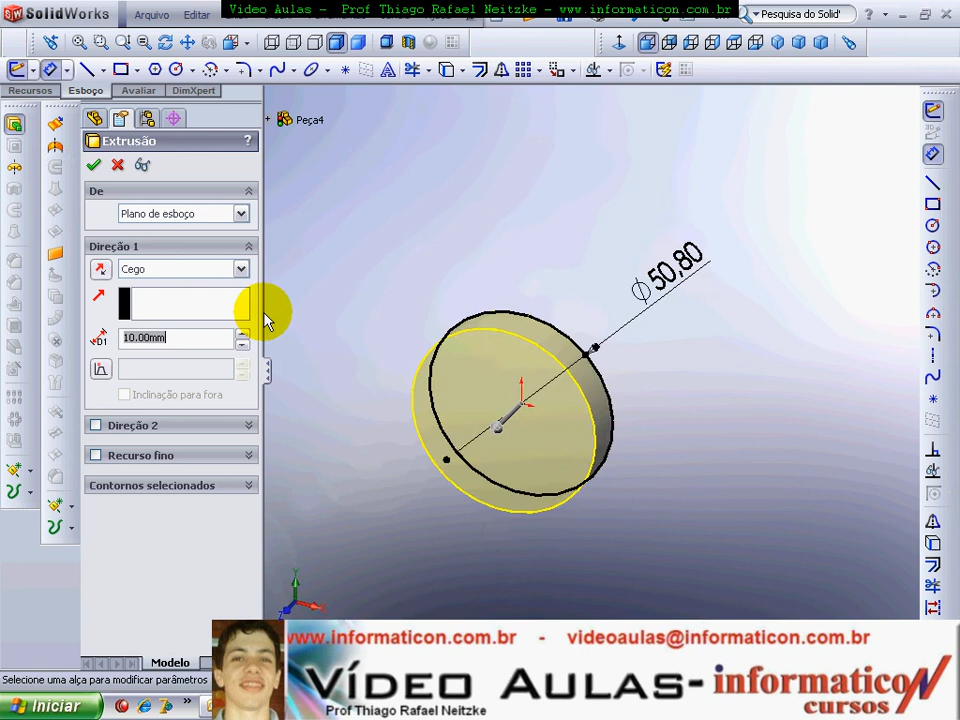 Video Aulas - Prof Thiago Rafael Neitzke - www.informaticon.com.br
SolidWorks
Arquivo Editar
Pesquisa do Solid'
Recursos Esboço Avaliar DimXpert
Peça4
Extrusão
?
De
Plano de esboço
Direção 1
Cego
D1
10.00mm
Inclinação para fora
Direção 2
Recurso fino
Contornos selecionados
50,80
Modelo
Selecione uma alça para modificar parâmetros
Iniciar
www.informaticon.com.br - videoaulas@informaticon.com.br
Vídeo Aulas- informaticon
cursos
Prof Thiago Rafael Neitzke